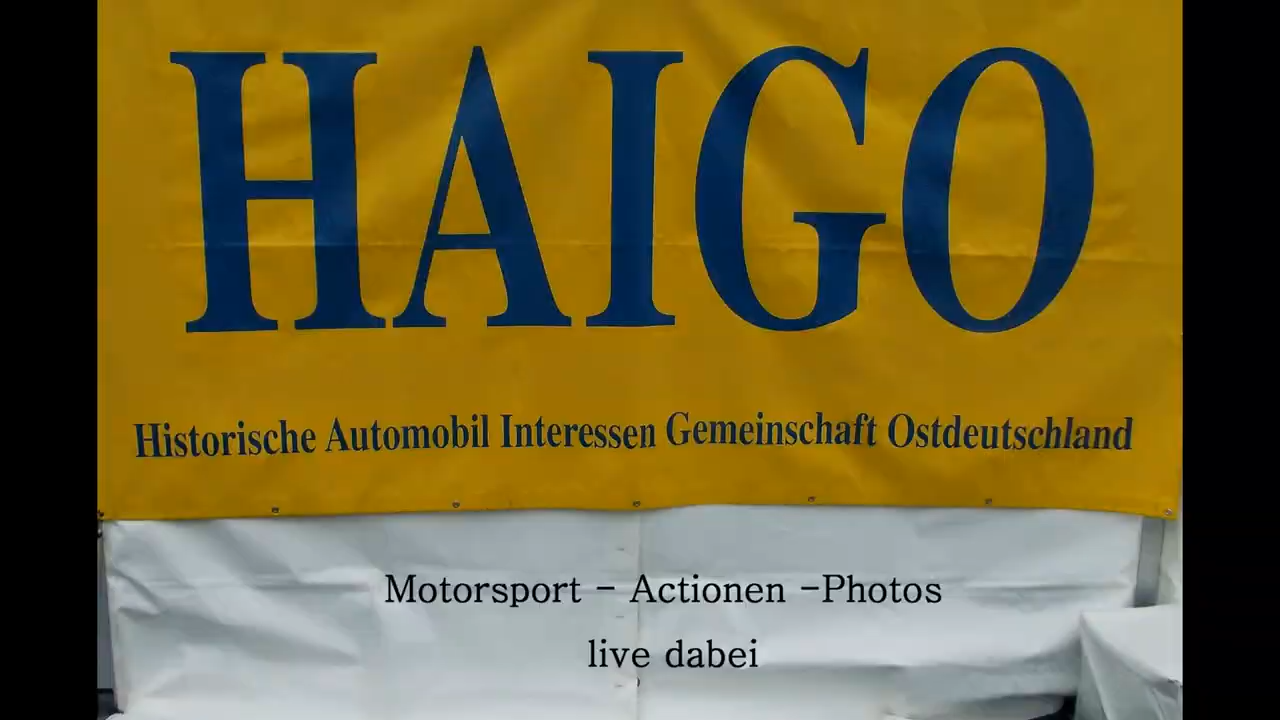 HAIGO
Historische Automobil Interessen Gemeinschaft Ostdeutschland
Motorsport - Actionen -Photos
live dabei